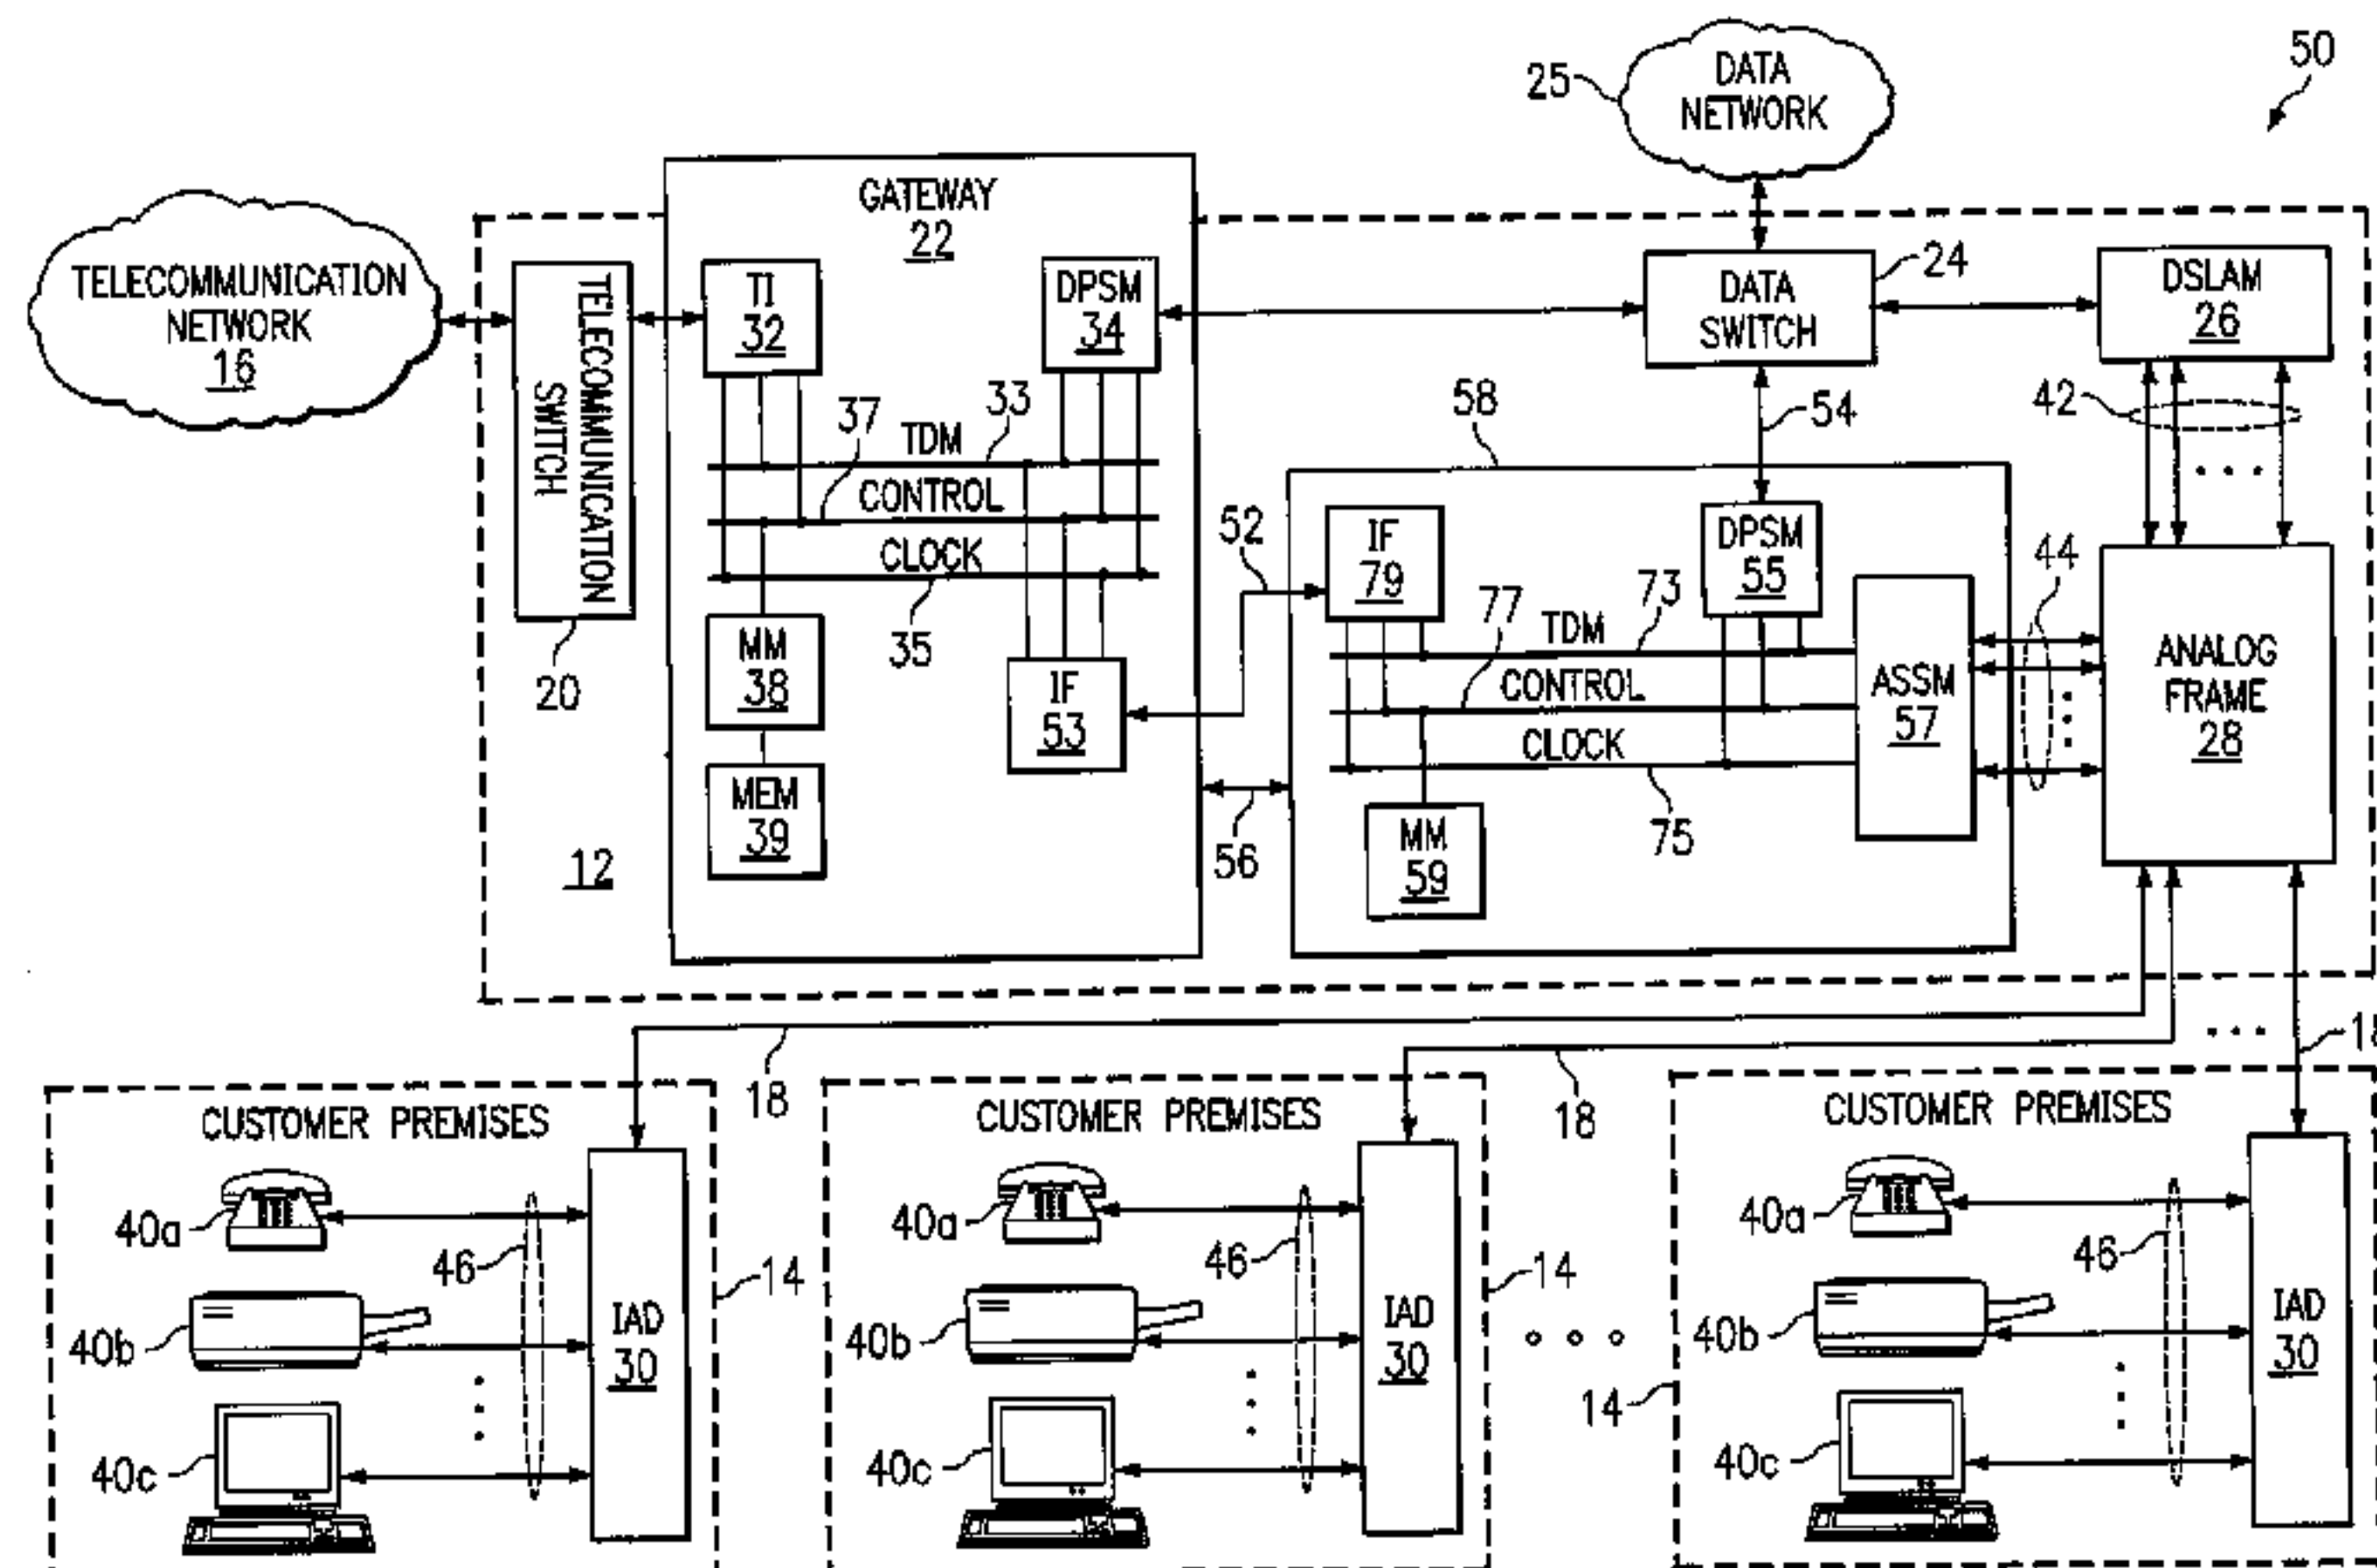 50
25
DATA
NETWORK
TELECOMMUNICATION
NETWORK
16
GATEWAY
22
TELECOMMUNICATION
SWITCH
20
TI
32
DPSM
34
DATA
SWITCH
24
DSLAM
26
42
37
TDM
33
CONTROL
CLOCK
35
MM
38
MEM
39
IF
53
12
52
56
58
54
IF
79
DPSM
55
77
TDM
73
CONTROL
CLOCK
75
MM
59
ASSM
57
44
ANALOG
FRAME
28
18
18
CUSTOMER PREMISES
40a
40b
40c
46
IAD
30
14
CUSTOMER PREMISES
40a
40b
40c
46
IAD
30
14
CUSTOMER PREMISES
40a
40b
40c
46
IAD
30
14